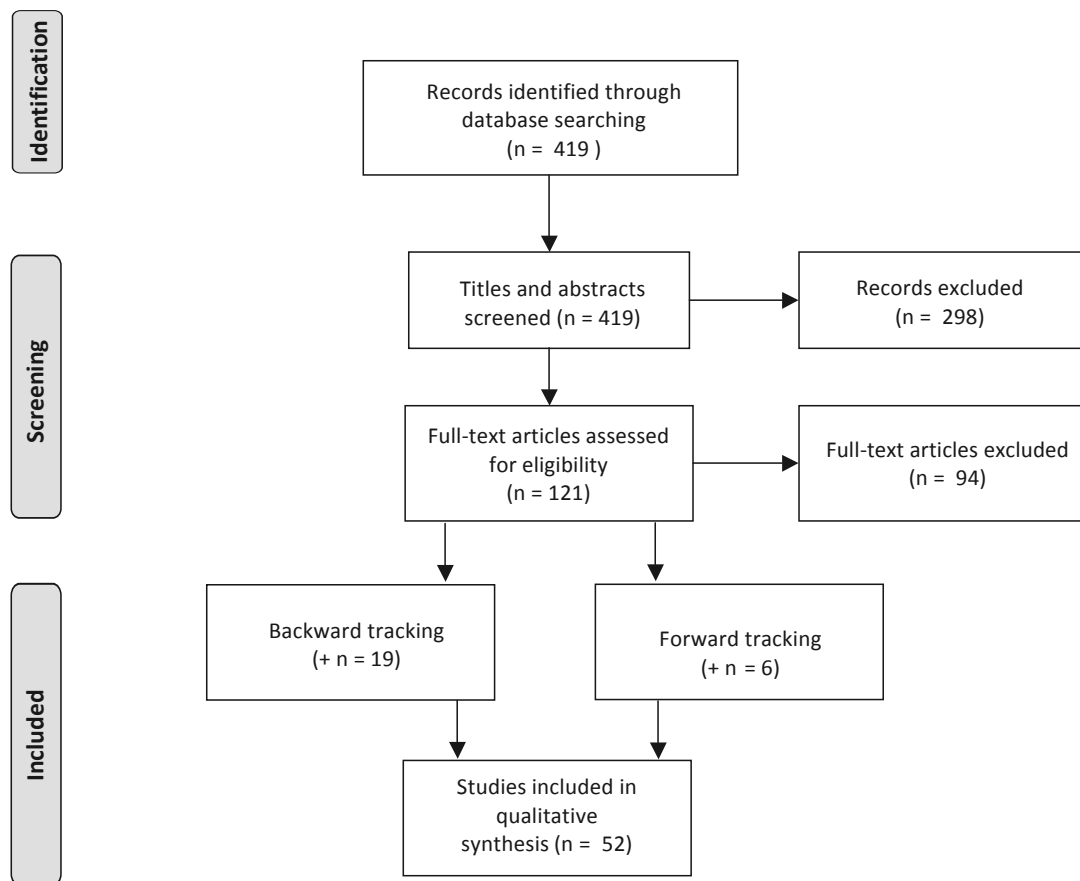 Identification
Records identified through
database searching
(n = 419 )
Screening
Titles and abstracts
screened (n = 419)
Records excluded
(n = 298)
Full-text articles assessed
for eligibility
(n = 121)
Full-text articles excluded
(n = 94)
Included
Backward tracking
(+ n = 19)
Forward tracking
(+ n = 6)
Studies included in
qualitative
synthesis (n = 52)